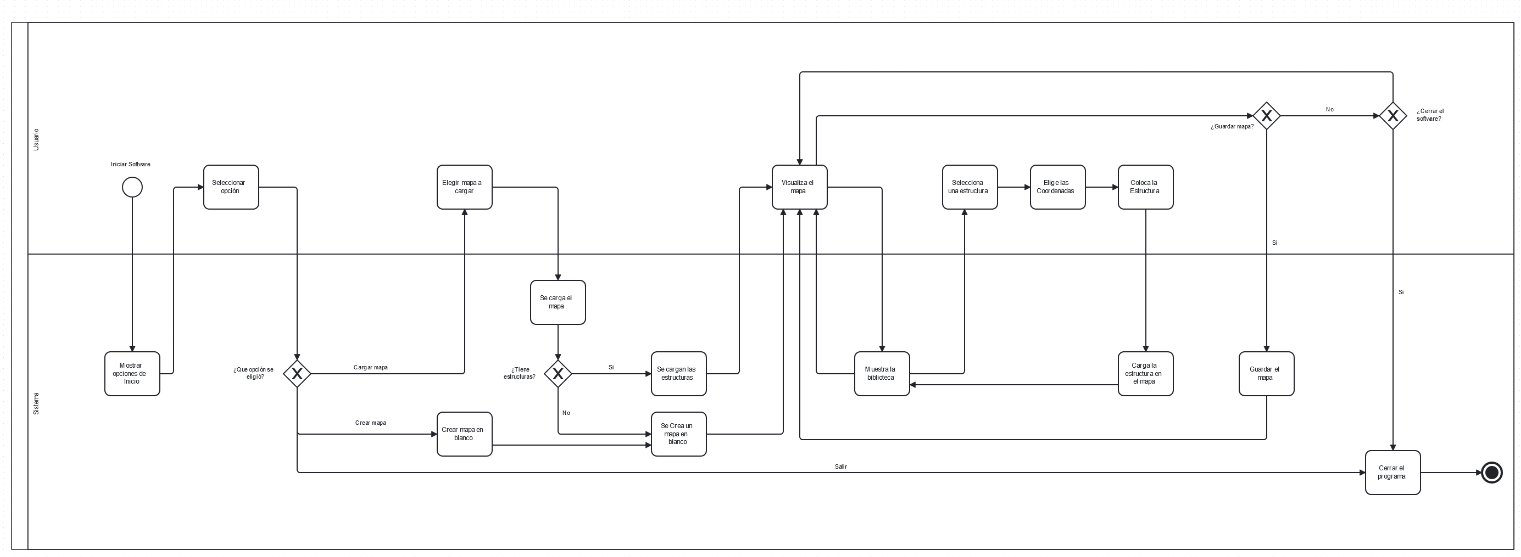 Usuario
Iniciar Software
Seleccionar
opción
Elegir mapa a
cargar
Visualiza el
mapa
Selecciona
una estructura
Elige las
Coordenadas
Coloca la
Estructura
¿Guardar mapa?
No
¿Cerrar el
sofware?
Si
Si
Sistema
Mostrar
opciones de
Inicio
¿Que opción se
eligió?
Cargar mapa
Crear mapa
Salir
Se carga el
mapa
¿Tiene
estructuras?
Si
No
Se cargan las
estructuras
Crear mapa en
blanco
Se Crea un
mapa en
blanco
Muestra la
biblioteca
Carga la
estructura en
el mapa
Guardar el
mapa
Cerrar el
programa